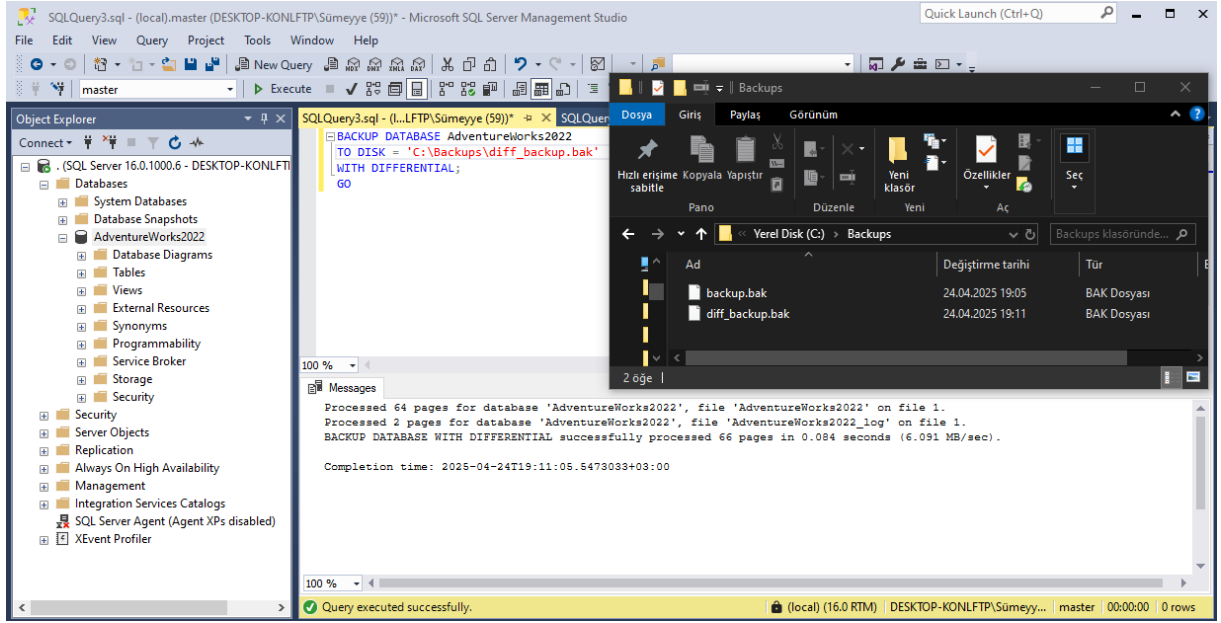 SQLQuery3.sql - (local).master (DESKTOP-KONLFTP\Sümeyye (59))* - Microsoft SQL Server Management Studio
Quick Launch (Ctrl+Q)
File Edit View Query Project Tools Window Help
New Query
MDX DMX XMLA DAX
master
Execute
Object Explorer
Connect
. (SQL Server 16.0.1000.6 - DESKTOP-KONLFTI
Databases
System Databases
Database Snapshots
AdventureWorks2022
Database Diagrams
Tables
Views
External Resources
Synonyms
Programmability
Service Broker
Storage
Security
Security
Server Objects
Replication
Always On High Availability
Management
Integration Services Catalogs
SQL Server Agent (Agent XPs disabled)
XEvent Profiler
SQLQuery3.sql - (l...LFTP\Sümeyye (59))*
SQLQuer
BACKUP DATABASE AdventureWorks2022
TO DISK = 'C:\Backups\diff_backup.bak'
WITH DIFFERENTIAL;
GO
100 %
Backups
Dosya Giriş Paylaş Görünüm
Hızlı erişime sabitle
Kopyala
Yapıştır
Yeni klasör
Özellikler
Seç
Pano Düzenle Yeni Aç
Yerel Disk (C:) Backups
Backups klasöründe...
Ad Değiştirme tarihi Tür
backup.bak 24.04.2025 19:05 BAK Dosyası
diff_backup.bak 24.04.2025 19:11 BAK Dosyası
2 öğe
Messages
Processed 64 pages for database 'AdventureWorks2022', file 'AdventureWorks2022' on file 1.
Processed 2 pages for database 'AdventureWorks2022', file 'AdventureWorks2022_log' on file 1.
BACKUP DATABASE WITH DIFFERENTIAL successfully processed 66 pages in 0.084 seconds (6.091 MB/sec).
Completion time: 2025-04-24T19:11:05.5473033+03:00
100 %
Query executed successfully.
(local) (16.0 RTM) DESKTOP-KONLFTP\Sümeyy... master 00:00:00 0 rows